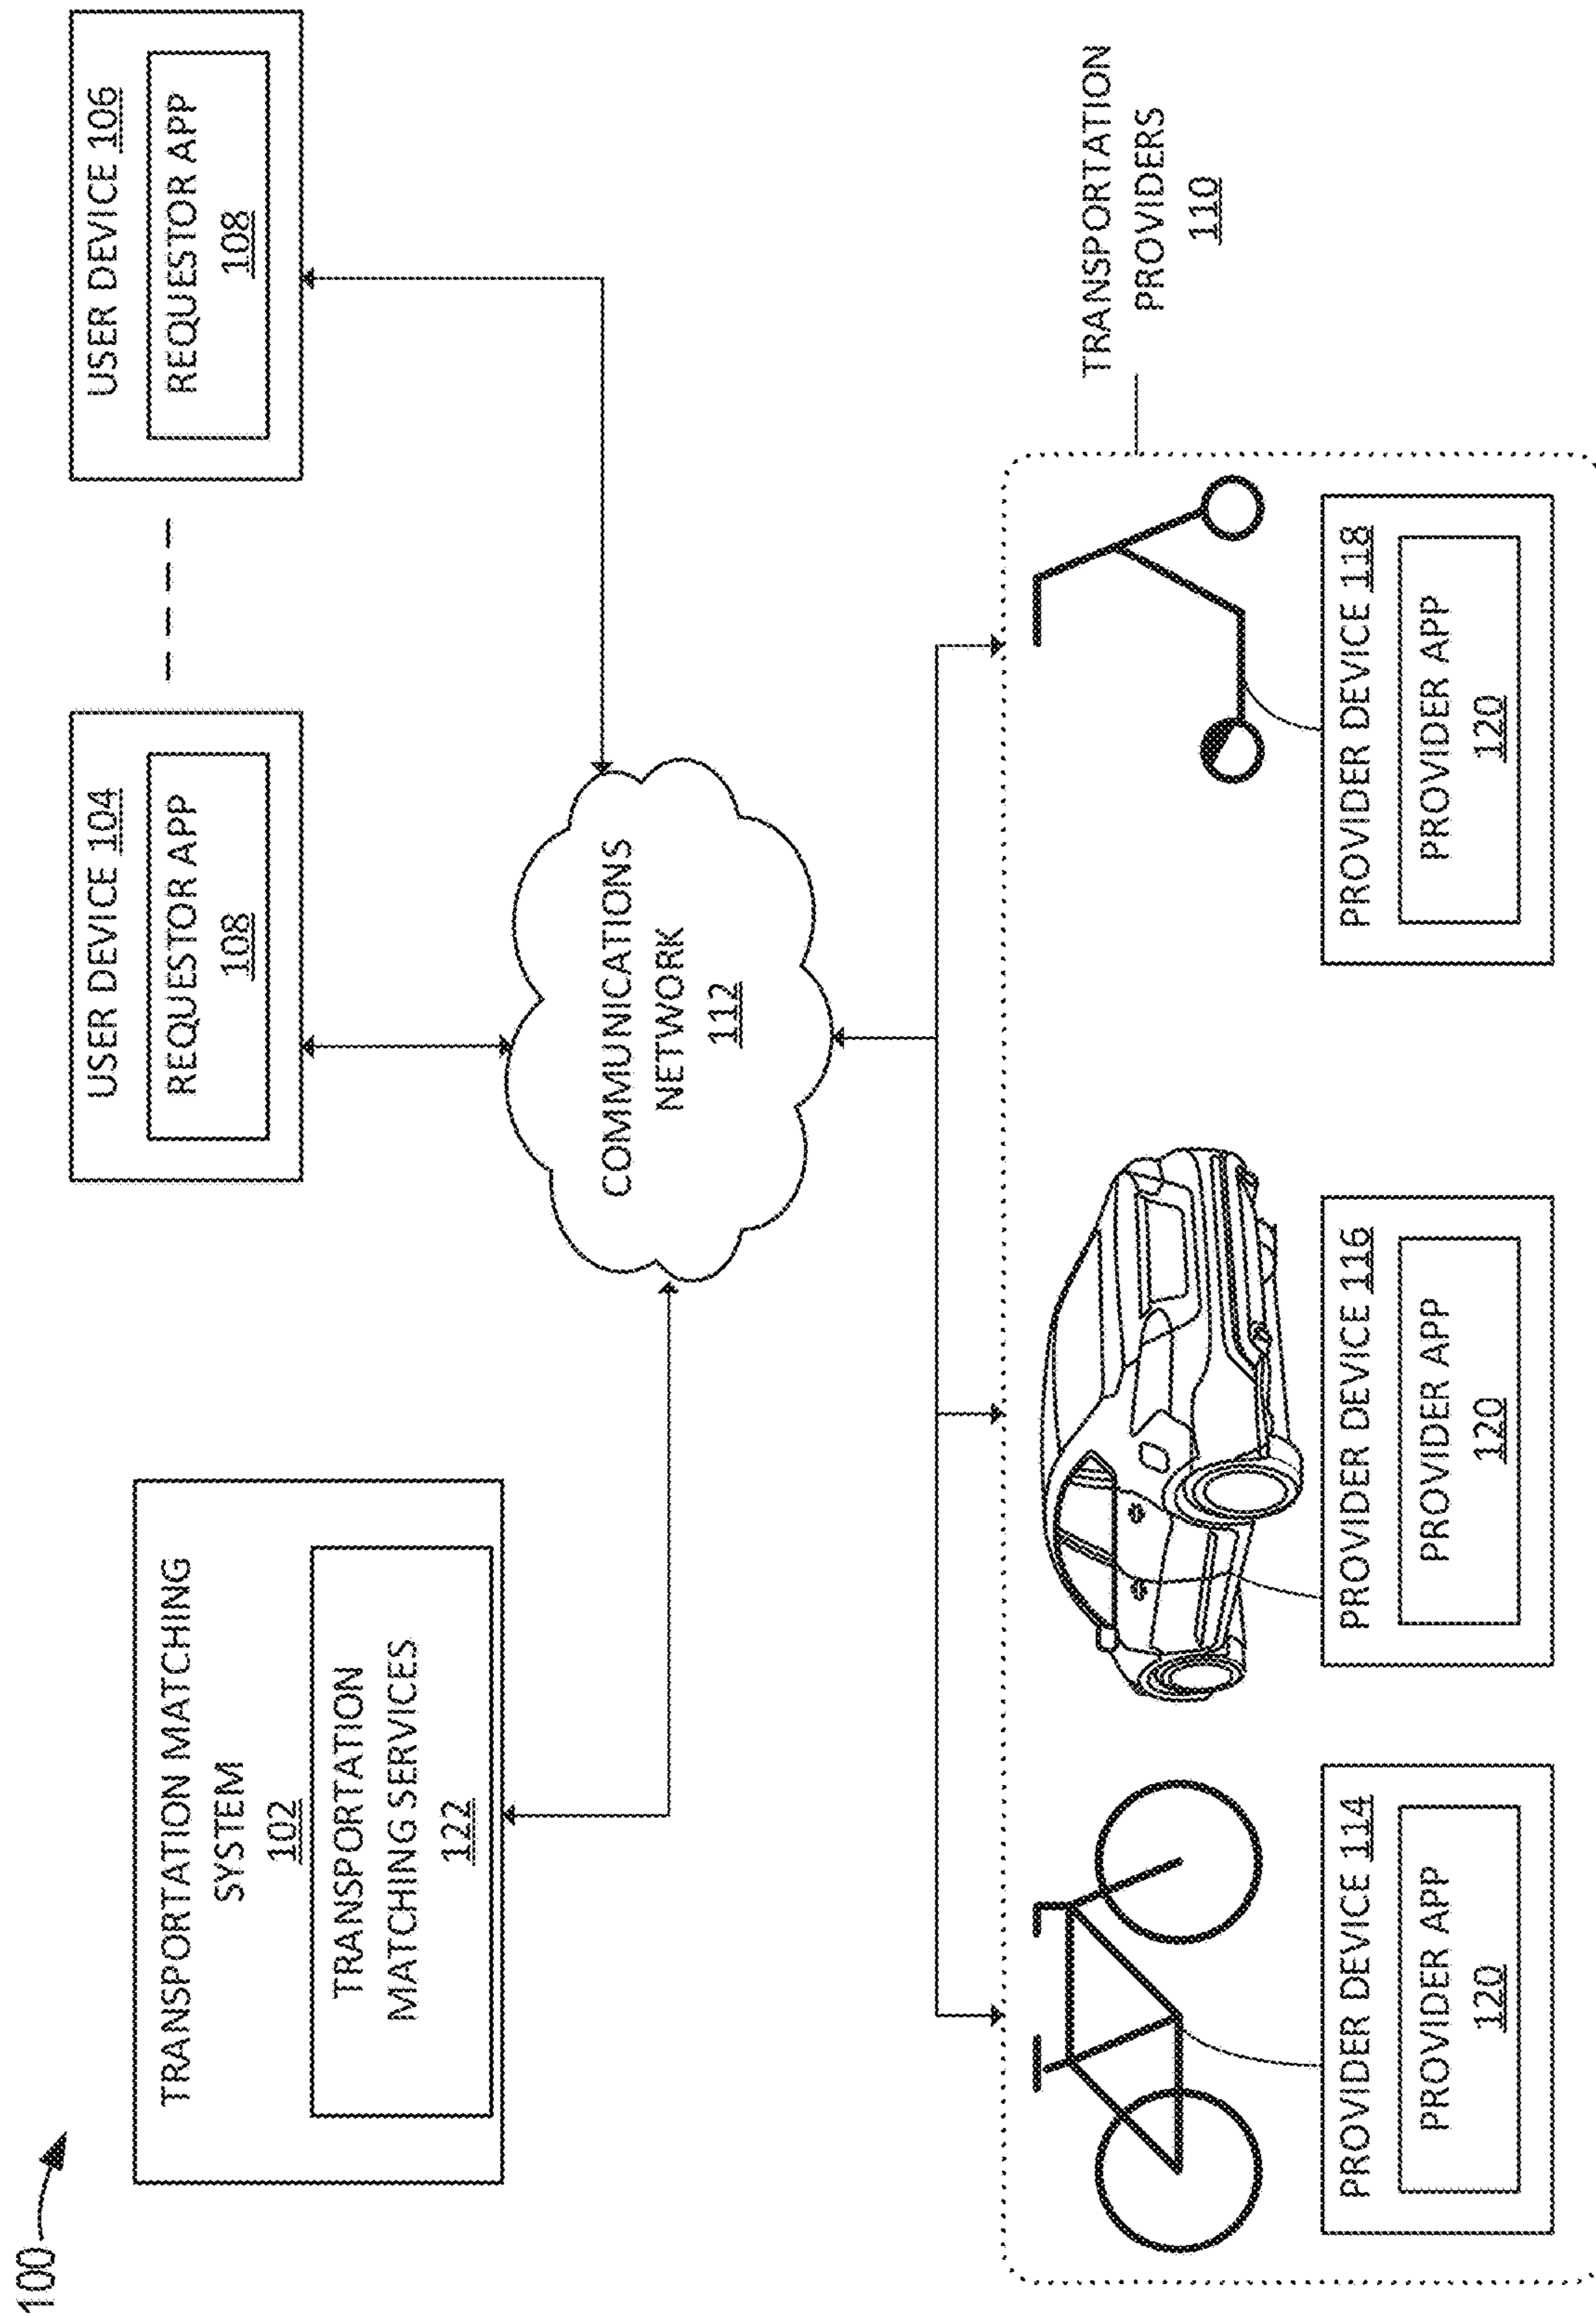 100
TRANSPORTATION MATCHING
SYSTEM
102
TRANSPORTATION
MATCHING SERVICES
122
USER DEVICE 104
REQUESTOR APP
108
USER DEVICE 106
REQUESTOR APP
108
COMMUNICATIONS
NETWORK
112
TRANSPORTATION
PROVIDERS
110
PROVIDER DEVICE 114
PROVIDER APP
120
PROVIDER DEVICE 116
PROVIDER APP
120
PROVIDER DEVICE 118
PROVIDER APP
120